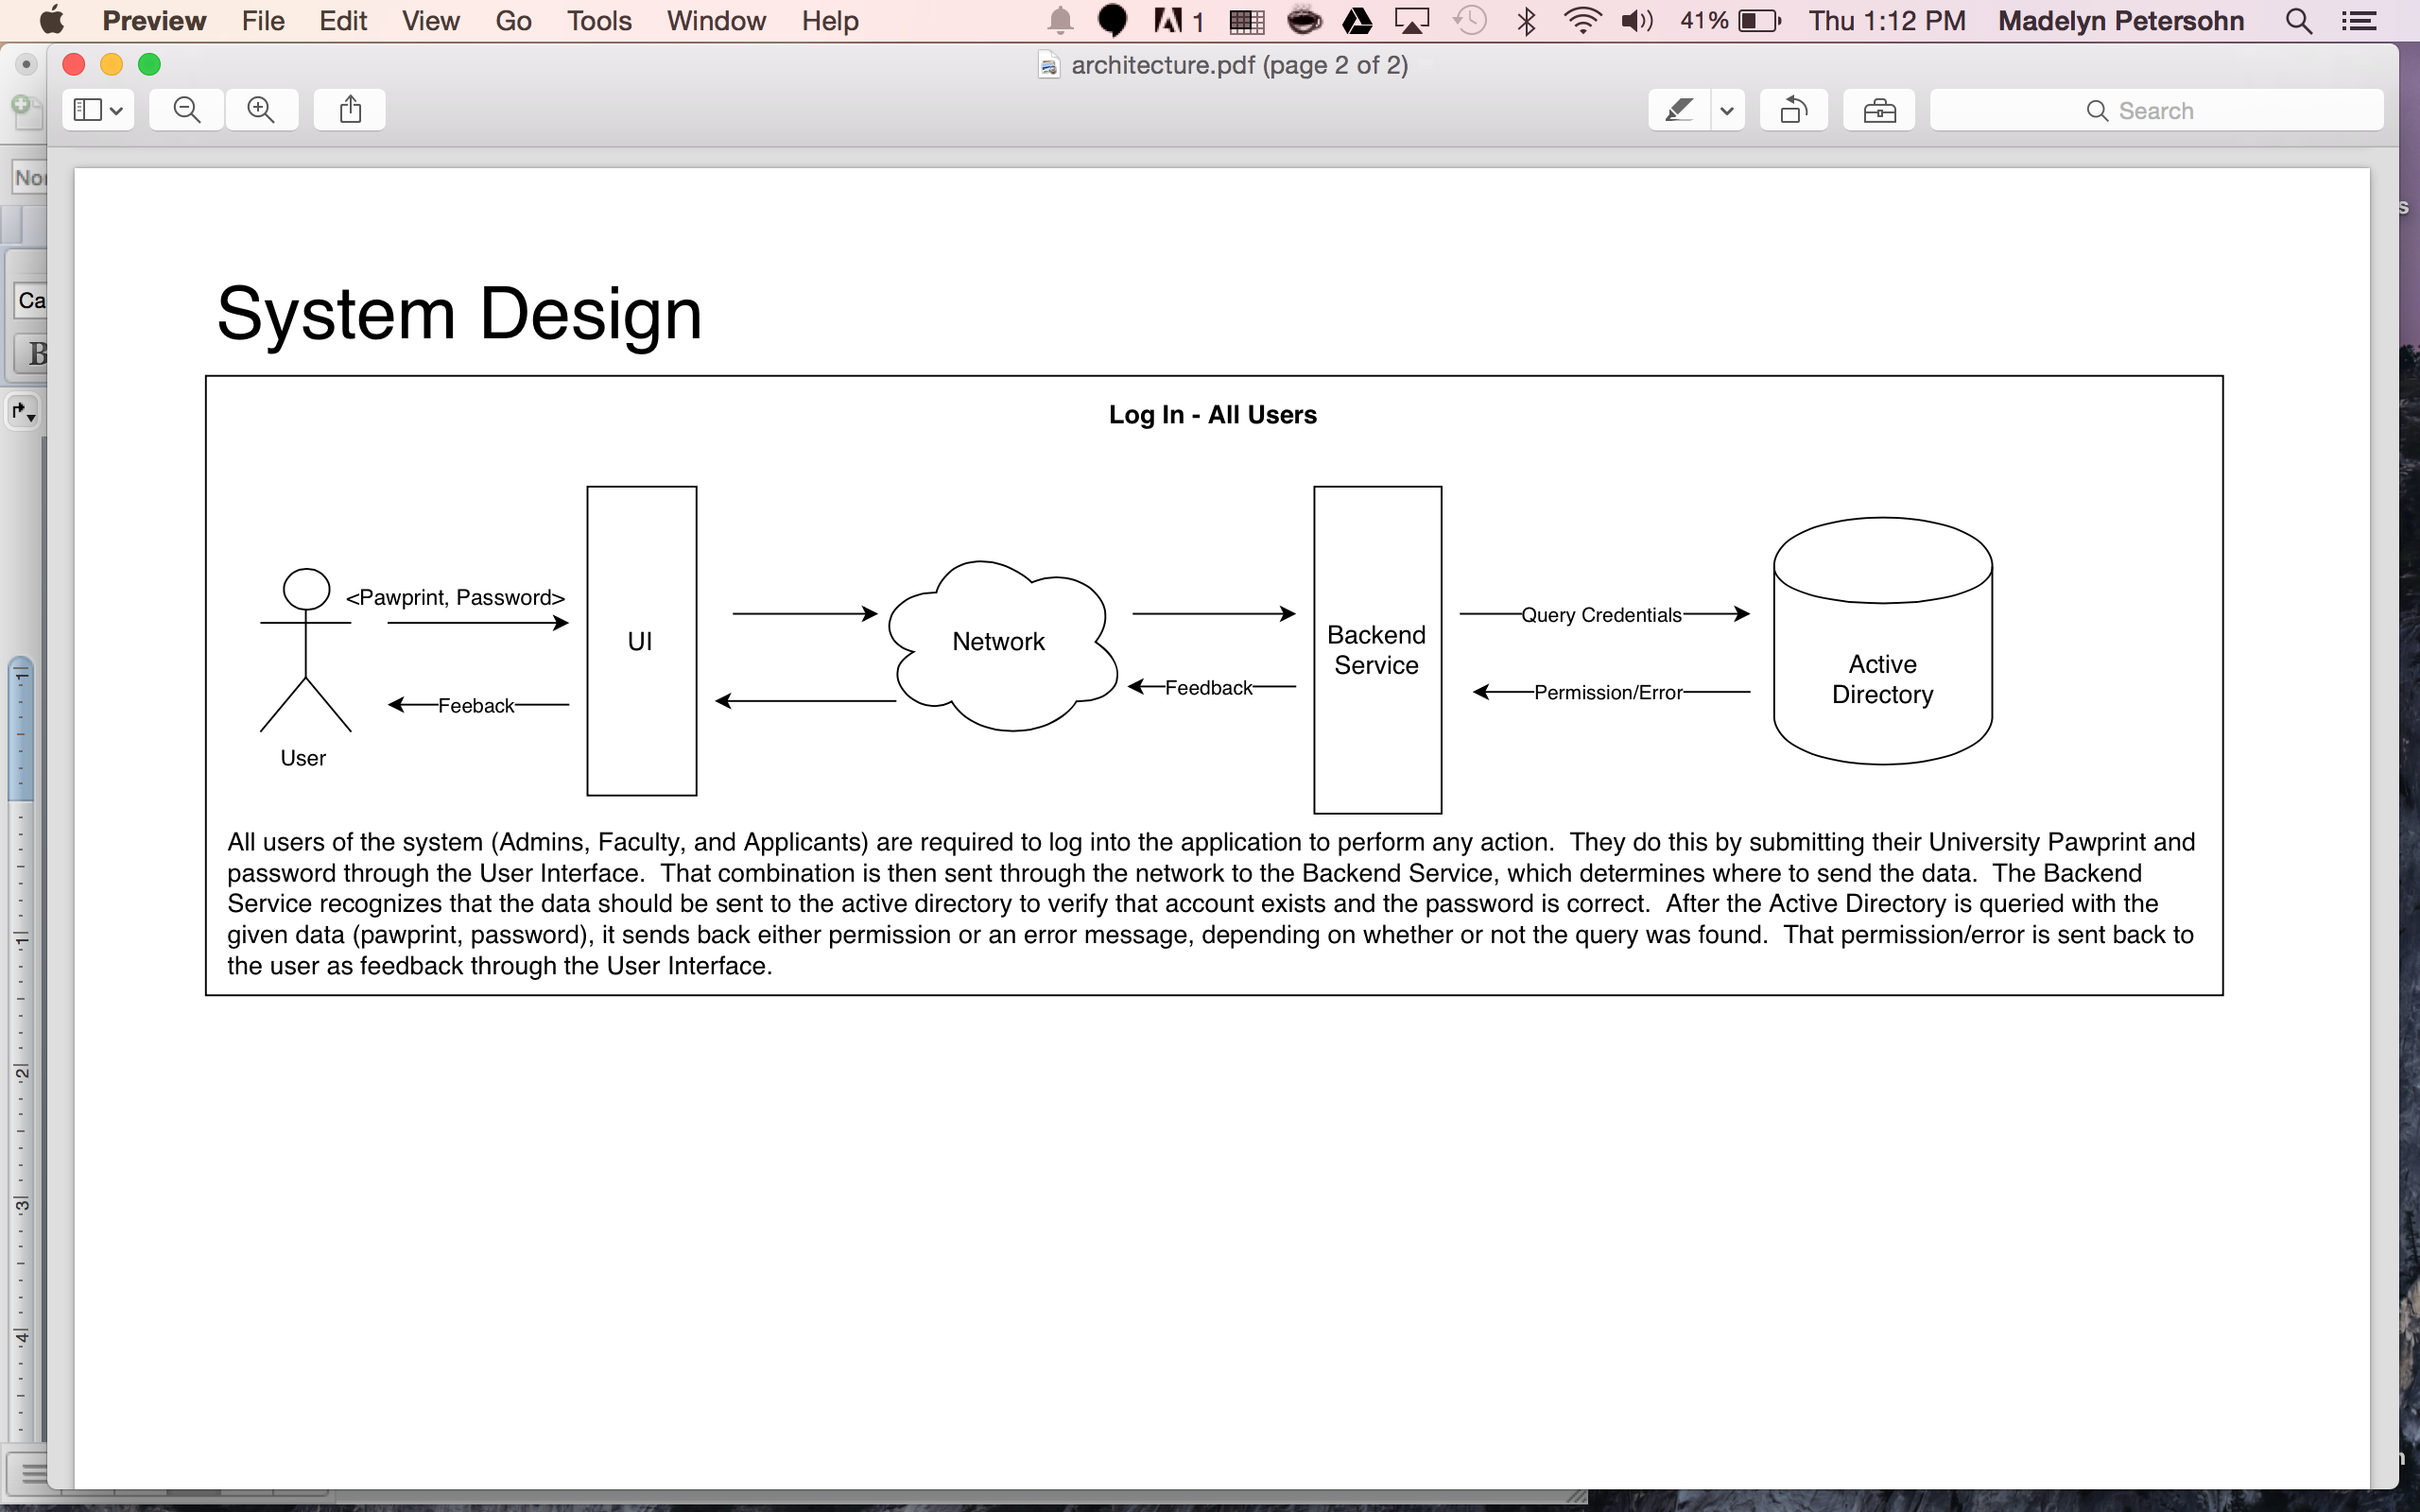 Preview File Edit View Go Tools Window Help 1 41% Thu 1:12 PM Madelyn Petersohn
architecture.pdf (page 2 of 2)
Search
System Design
Log In - All Users
<Pawprint, Password>
Feeback
User
UI
Network
Feedback
Backend
Service
Query Credentials
Permission/Error
Active
Directory
All users of the system (Admins, Faculty, and Applicants) are required to log into the application to perform any action.  They do this by submitting their University Pawprint and
password through the User Interface.  That combination is then sent through the network to the Backend Service, which determines where to send the data.  The Backend
Service recognizes that the data should be sent to the active directory to verify that account exists and the password is correct.  After the Active Directory is queried with the
given data (pawprint, password), it sends back either permission or an error message, depending on whether or not the query was found.  That permission/error is sent back to
the user as feedback through the User Interface.
Nor
Ca
B
1
1
2
3
4
s